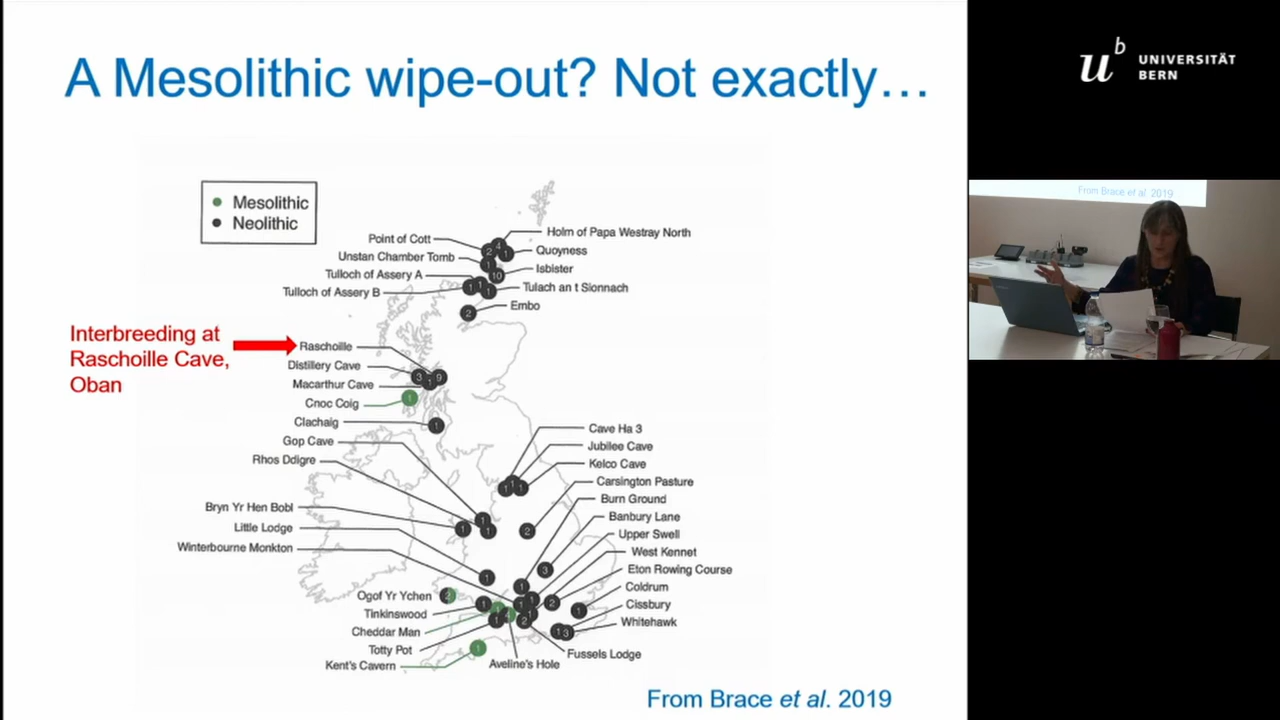 A Mesolithic wipe-out? Not exactly…
Mesolithic
Neolithic
Point of Cott
Unstan Chamber Tomb
Tulloch of Assery A
Tulloch of Assery B
Holm of Papa Westray North
Quoyness
Isbister
Tulach an t Sionnach
Embo
Interbreeding at
Raschoille Cave,
Oban
Raschoille
Distillery Cave
Macarthur Cave
Cnoc Coig
Clachaig
Gop Cave
Rhos Ddigre
Bryn Yr Hen Bobl
Little Lodge
Winterbourne Monkton
Ogof Yr Ychen
Tinkinswood
Cheddar Man
Totty Pot
Kent's Cavern
Aveline's Hole
Cave Ha 3
Jubilee Cave
Kelco Cave
Carsington Pasture
Burn Ground
Banbury Lane
Upper Swell
West Kennet
Eton Rowing Course
Coldrum
Cissbury
Whitehawk
Fussels Lodge
From Brace et al. 2019
u b UNIVERSITÄT
BERN
From Brace et al. 2019